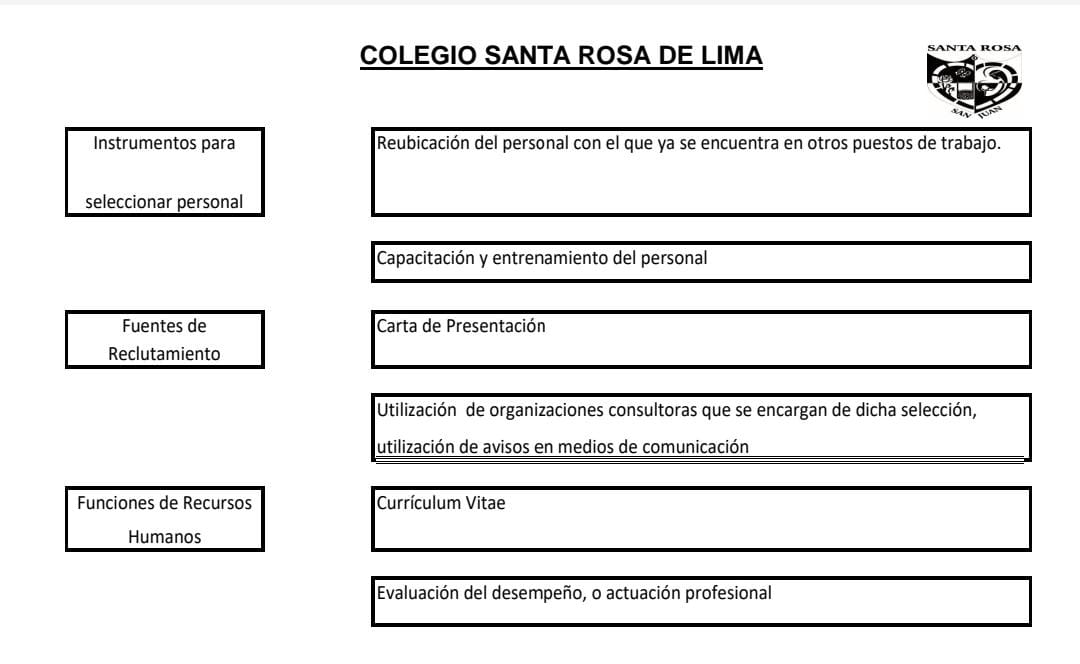 COLEGIO SANTA ROSA DE LIMA
SANTA ROSA
SAN JUAN
Instrumentos para
seleccionar personal
Reubicación del personal con el que ya se encuentra en otros puestos de trabajo.
Capacitación y entrenamiento del personal
Fuentes de
Reclutamiento
Carta de Presentación
Utilización  de organizaciones consultoras que se encargan de dicha selección,
utilización de avisos en medios de comunicación
Funciones de Recursos
Humanos
Currículum Vitae
Evaluación del desempeño, o actuación profesional